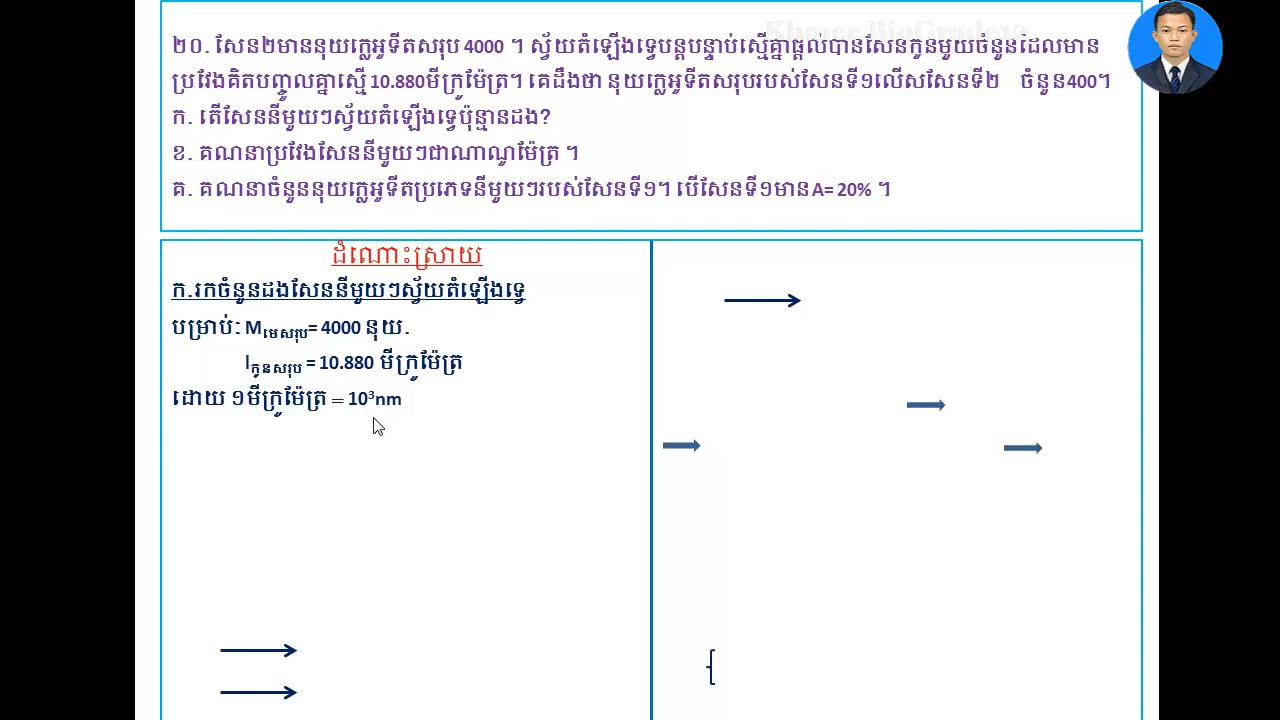 Khmer BioGrade12
២០. សែន២មាននុយក្លេអូទីតសរុប 4000 ។ ស្វ័យតំឡើងទ្វេបន្តបន្ទាប់ស្មើគ្នាផ្តល់បានសែនកូនមួយចំនួនដែលមាន
ប្រវែងគិតបញ្ចូលគ្នាស្មើ 10.880មីក្រូម៉ែត្រ។ គេដឹងថា នុយក្លេអូទីតសរុបរបស់សែនទី១លើសសែនទី២ ចំនួន400។
ក. តើសែននីមួយៗស្វ័យតំឡើងទ្វេប៉ុន្មានដង?
ខ. គណនាប្រវែងសែននីមួយៗជាណាណូម៉ែត្រ ។
គ. គណនាចំនួននុយក្លេអូទីតប្រភេទនីមួយៗរបស់សែនទី១។ បើសែនទី១មានA= 20% ។
ដំណោះស្រាយ
ក.រកចំនួនដងសែននីមួយៗស្វ័យតំឡើងទ្វេ
បម្រាប់: Mមេសរុប= 4000 នុយ.
lកូនសរុប = 10.880 មីក្រូម៉ែត្រ
ដោយ ១មីក្រូម៉ែត្រ = 10³nm